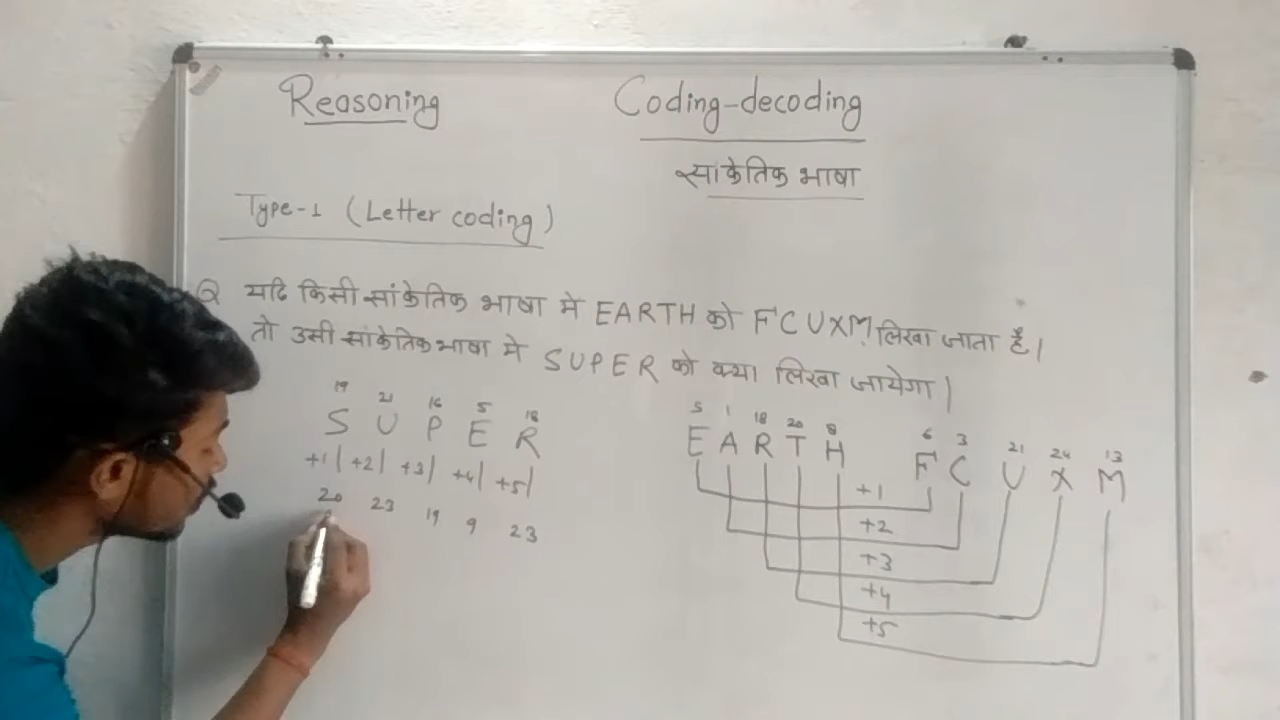 Reasoning
Coding-decoding
सांकेतिक भाषा
Type-1 (Letter coding)
Q यदि किसी सांकेतिक भाषा मे EARTH को FCUXM लिखा जाता है।
तो उसी सांकेतिक भाषा मे SUPER को क्या लिखा जायेगा।
19 21 16 5 18
S U P E R
+1 +2 +3 +4 +5
20 23 19 9 23
5 1 18 20 8 6 3 21 24 13
E A R T H F C U X M
+1
+2
+3
+4
+5